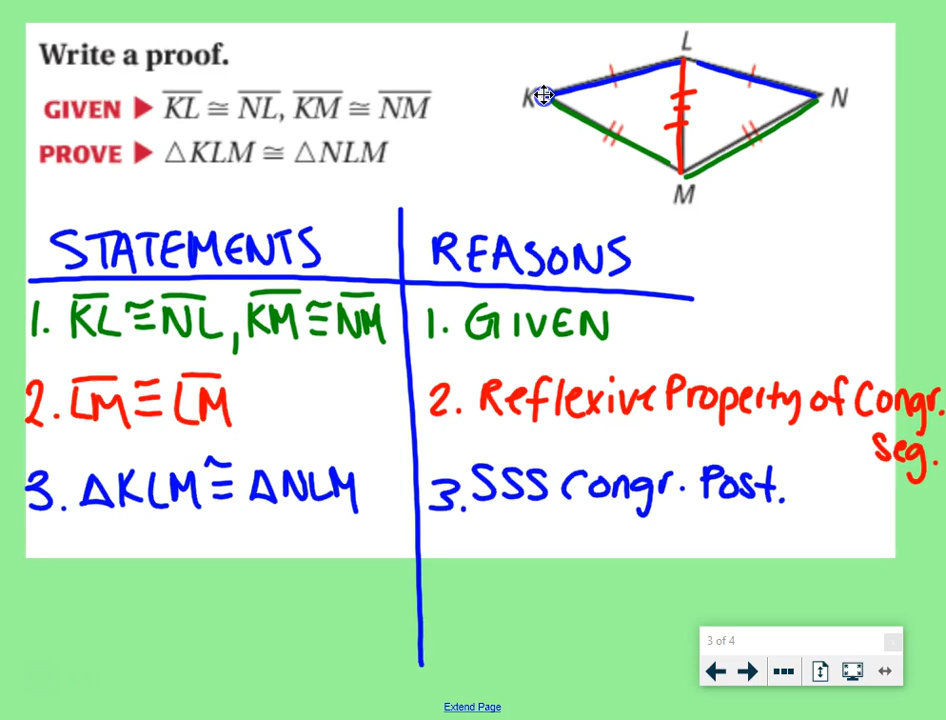 Write a proof.
GIVEN ▶ KL ≅ NL, KM ≅ NM
PROVE ▶ △KLM ≅ △NLM
L
K
N
M
STATEMENTS
REASONS
1. KL ≅ NL, KM ≅ NM
1. GIVEN
2. LM ≅ LM
2. Reflexive Property of Congr.
Seg.
3. △KLM ≅ △NLM
3. SSS Congr. Post.
3 of 4
Extend Page